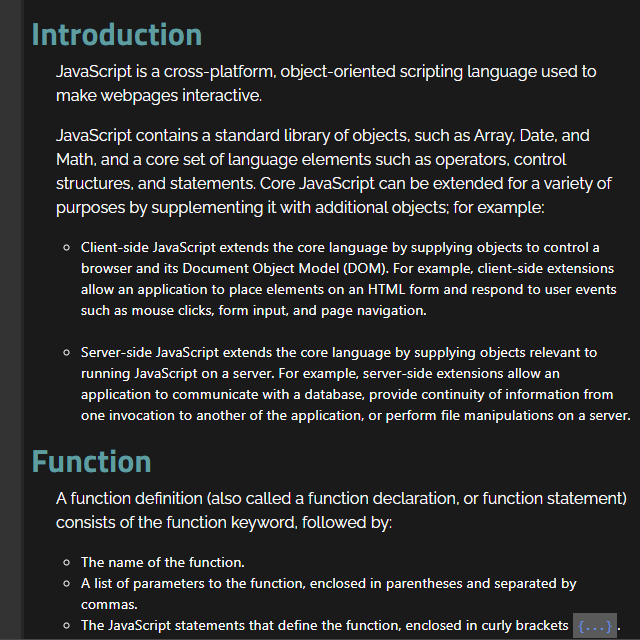 Introduction
JavaScript is a cross-platform, object-oriented scripting language used to
make webpages interactive.
JavaScript contains a standard library of objects, such as Array, Date, and
Math, and a core set of language elements such as operators, control
structures, and statements. Core JavaScript can be extended for a variety of
purposes by supplementing it with additional objects; for example:
Client-side JavaScript extends the core language by supplying objects to control a
browser and its Document Object Model (DOM). For example, client-side extensions
allow an application to place elements on an HTML form and respond to user events
such as mouse clicks, form input, and page navigation.
Server-side JavaScript extends the core language by supplying objects relevant to
running JavaScript on a server. For example, server-side extensions allow an
application to communicate with a database, provide continuity of information from
one invocation to another of the application, or perform file manipulations on a server.
Function
A function definition (also called a function declaration, or function statement)
consists of the function keyword, followed by:
The name of the function.
A list of parameters to the function, enclosed in parentheses and separated by
commas.
The JavaScript statements that define the function, enclosed in curly brackets {...}.